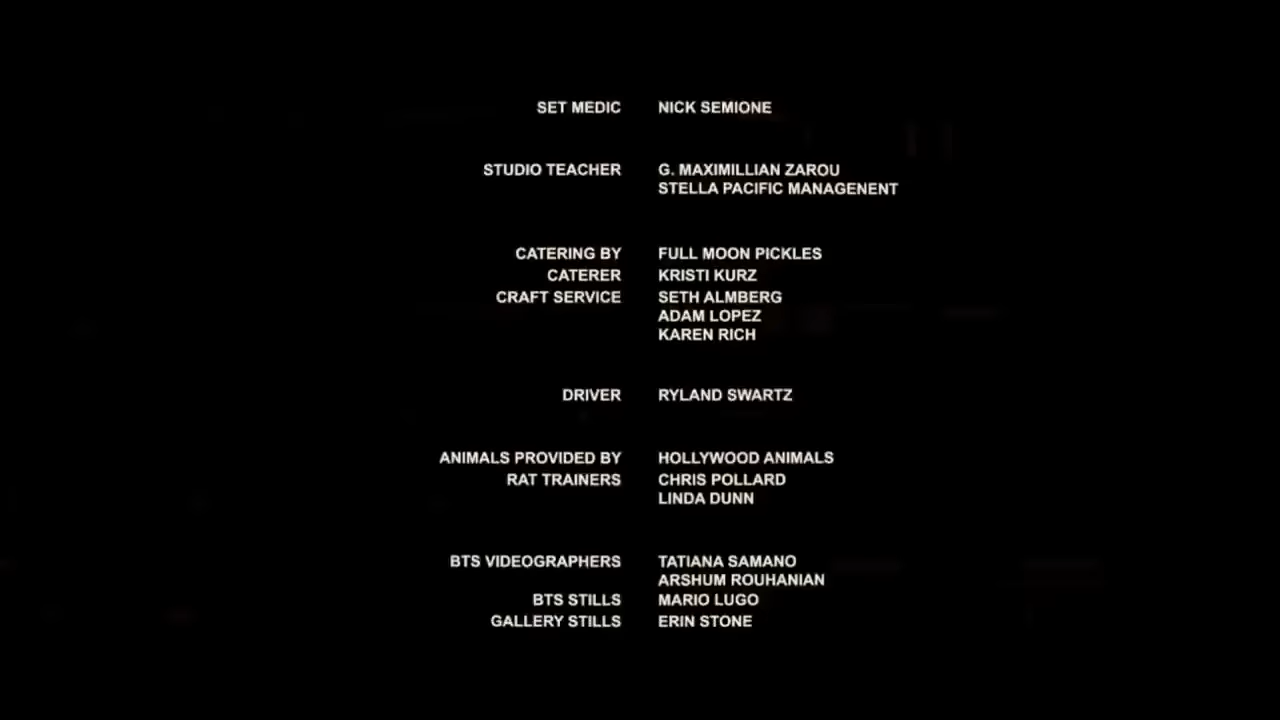 SET MEDIC NICK SEMIONE
STUDIO TEACHER G. MAXIMILLIAN ZAROU
STELLA PACIFIC MANAGENENT
CATERING BY FULL MOON PICKLES
CATERER KRISTI KURZ
CRAFT SERVICE SETH ALMBERG
ADAM LOPEZ
KAREN RICH
DRIVER RYLAND SWARTZ
ANIMALS PROVIDED BY HOLLYWOOD ANIMALS
RAT TRAINERS CHRIS POLLARD
LINDA DUNN
BTS VIDEOGRAPHERS TATIANA SAMANO
ARSHUM ROUHANIAN
BTS STILLS MARIO LUGO
GALLERY STILLS ERIN STONE